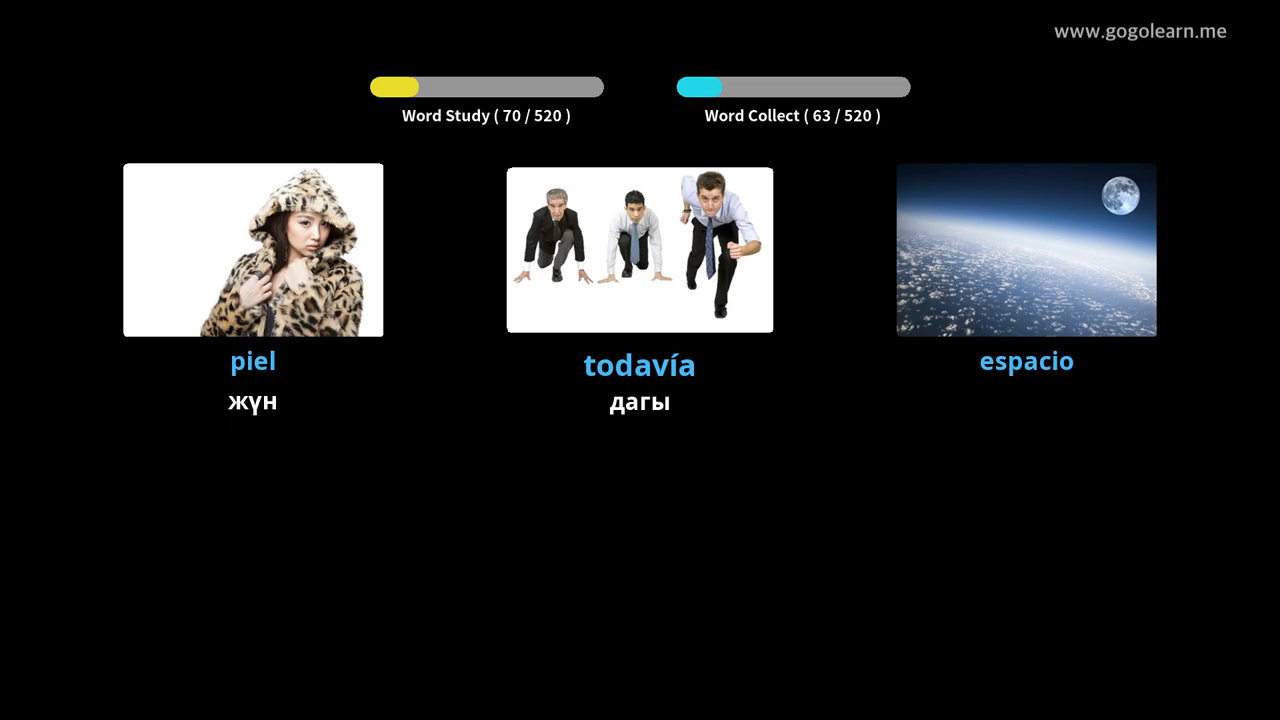 www.gogolearn.me
Word Study ( 70 / 520 )
Word Collect ( 63 / 520 )
piel
todavía
espacio
жүн
дагы